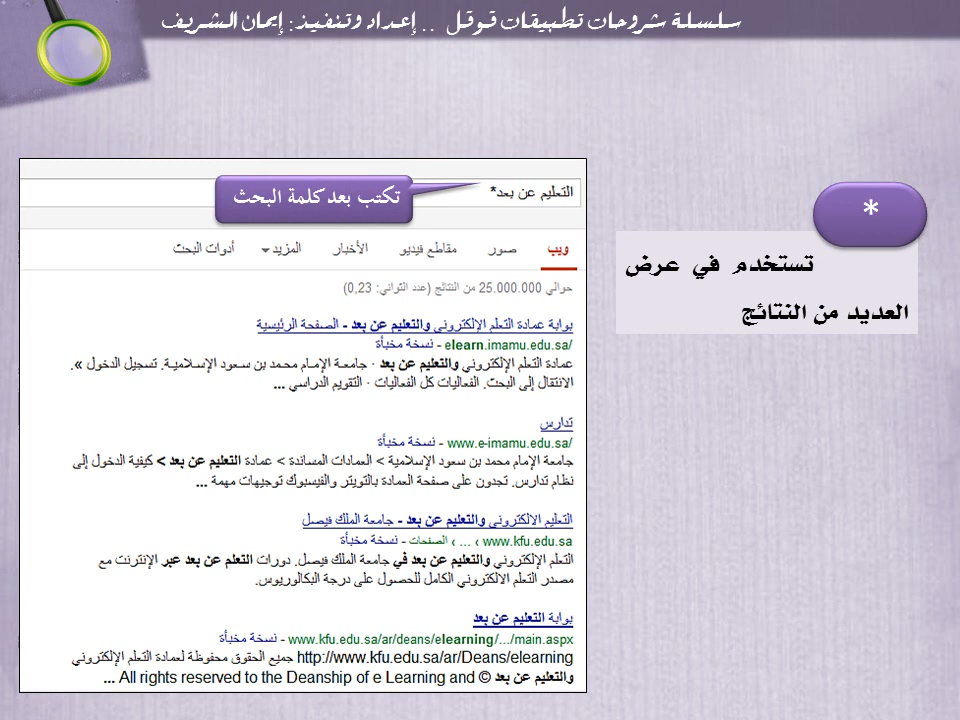 سلسلة شروحات تطبيقات قوقل .. إعداد وتنفيذ: إيمان الشريف
*
تستخدم في عرض
العديد من النتائج
التعليم عن بعد*
تكتب بعد كلمة البحث
ويب صور مقاطع فيديو الأخبار المزيد أدوات البحث
حوالي 25.000.000 من النتائج (عدد الثواني: 0,23)
بوابة عمادة التعلم الإلكتروني والتعليم عن بعد - الصفحة الرئيسية
elearn.imamu.edu.sa/ - نسخة مخبأة
عمادة التعلم الإلكتروني والتعليم عن بعد · جامعة الإمام محمد بن سعود الإسلامية. تسجيل الدخول ».
الانتقال إلى البحث. الفعاليات كل الفعاليات · التقويم الدراسي ...
تدارس
www.e-imamu.edu.sa/ - نسخة مخبأة
جامعة الإمام محمد بن سعود الإسلامية > العمادات المساندة > عمادة التعليم عن بعد > كيفية الدخول إلى
نظام تدارس. تجدون على صفحة العمادة بالتويتر والفيسبوك توجيهات مهمة ...
التعليم الالكتروني والتعليم عن بعد - جامعة الملك فيصل
www.kfu.edu.sa › ... › الصفحات - نسخة مخبأة
التعلم الإلكتروني والتعليم عن بعد في جامعة الملك فيصل. دورات التعلم عن بعد عبر الإنترنت مع
مصدر التعلم الالكتروني الكامل للحصول على درجة البكالوريوس.
بوابة التعليم عن بعد
www.kfu.edu.sa/ar/deans/elearning/.../main.aspx - نسخة مخبأة
http://www.kfu.edu.sa/ar/Deans/elearning جميع الحقوق محفوظة لعمادة التعلم الإلكتروني
والتعليم عن بعد © All rights reserved to the Deanship of e Learning and ...